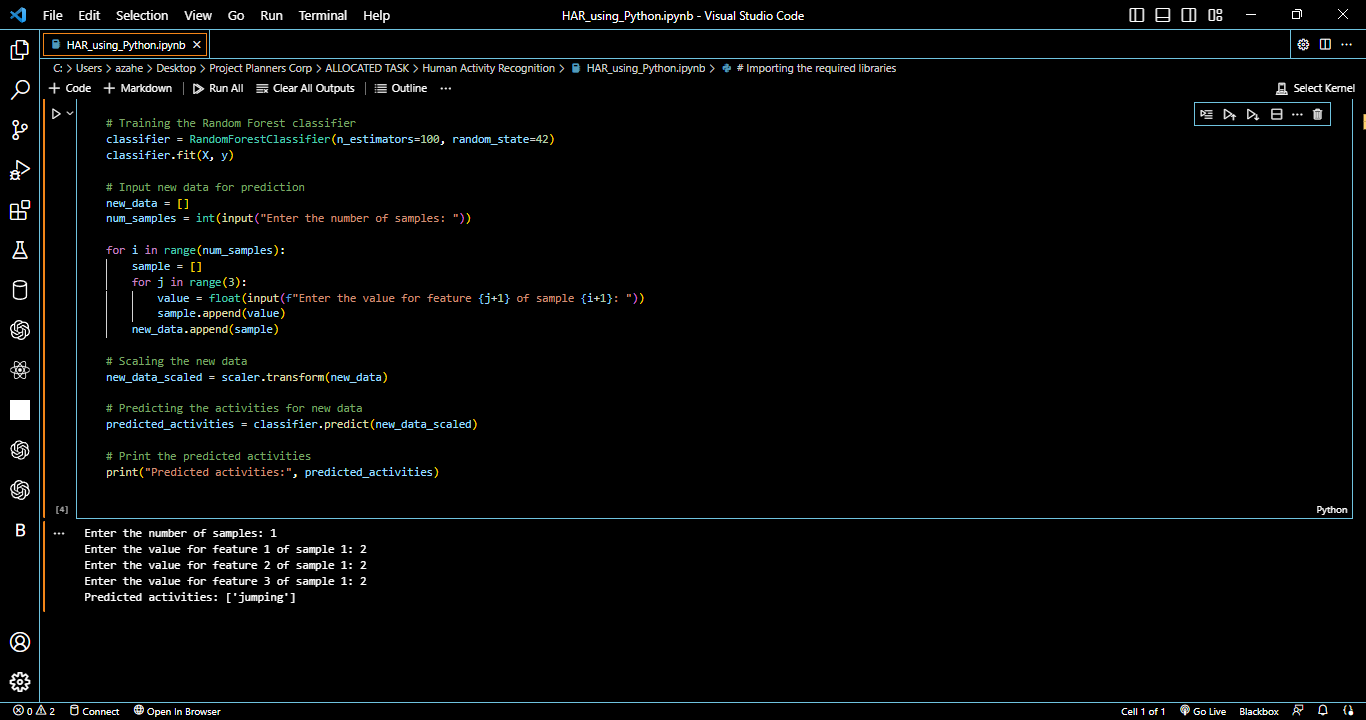 File Edit Selection View Go Run Terminal Help HAR_using_Python.ipynb - Visual Studio Code
HAR_using_Python.ipynb
C: > Users > azahe > Desktop > Project Planners Corp > ALLOCATED TASK > Human Activity Recognition > HAR_using_Python.ipynb > # Importing the required libraries
+ Code + Markdown Run All Clear All Outputs Outline ... Select Kernel
# Training the Random Forest classifier
classifier = RandomForestClassifier(n_estimators=100, random_state=42)
classifier.fit(X, y)
# Input new data for prediction
new_data = []
num_samples = int(input("Enter the number of samples: "))
for i in range(num_samples):
    sample = []
    for j in range(3):
        value = float(input(f"Enter the value for feature {j+1} of sample {i+1}: "))
        sample.append(value)
    new_data.append(sample)
# Scaling the new data
new_data_scaled = scaler.transform(new_data)
# Predicting the activities for new data
predicted_activities = classifier.predict(new_data_scaled)
# Print the predicted activities
print("Predicted activities:", predicted_activities)
[4] Python
B
... Enter the number of samples: 1
Enter the value for feature 1 of sample 1: 2
Enter the value for feature 2 of sample 1: 2
Enter the value for feature 3 of sample 1: 2
Predicted activities: ['jumping']
0 2 Connect Open In Browser Cell 1 of 1 Go Live Blackbox